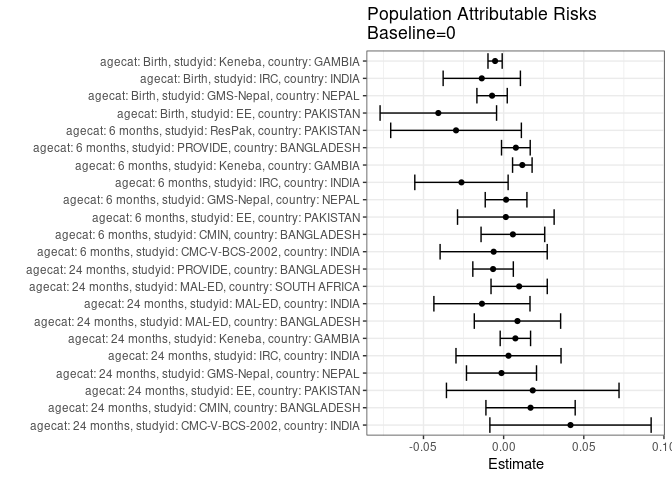 Population Attributable Risks
Baseline=0
agecat: Birth, studyid: Keneba, country: GAMBIA
agecat: Birth, studyid: IRC, country: INDIA
agecat: Birth, studyid: GMS-Nepal, country: NEPAL
agecat: Birth, studyid: EE, country: PAKISTAN
agecat: 6 months, studyid: ResPak, country: PAKISTAN
agecat: 6 months, studyid: PROVIDE, country: BANGLADESH
agecat: 6 months, studyid: Keneba, country: GAMBIA
agecat: 6 months, studyid: IRC, country: INDIA
agecat: 6 months, studyid: GMS-Nepal, country: NEPAL
agecat: 6 months, studyid: EE, country: PAKISTAN
agecat: 6 months, studyid: CMIN, country: BANGLADESH
agecat: 6 months, studyid: CMC-V-BCS-2002, country: INDIA
agecat: 24 months, studyid: PROVIDE, country: BANGLADESH
agecat: 24 months, studyid: MAL-ED, country: SOUTH AFRICA
agecat: 24 months, studyid: MAL-ED, country: INDIA
agecat: 24 months, studyid: MAL-ED, country: BANGLADESH
agecat: 24 months, studyid: Keneba, country: GAMBIA
agecat: 24 months, studyid: IRC, country: INDIA
agecat: 24 months, studyid: GMS-Nepal, country: NEPAL
agecat: 24 months, studyid: EE, country: PAKISTAN
agecat: 24 months, studyid: CMIN, country: BANGLADESH
agecat: 24 months, studyid: CMC-V-BCS-2002, country: INDIA
-0.05 0.00 0.05 0.10
Estimate